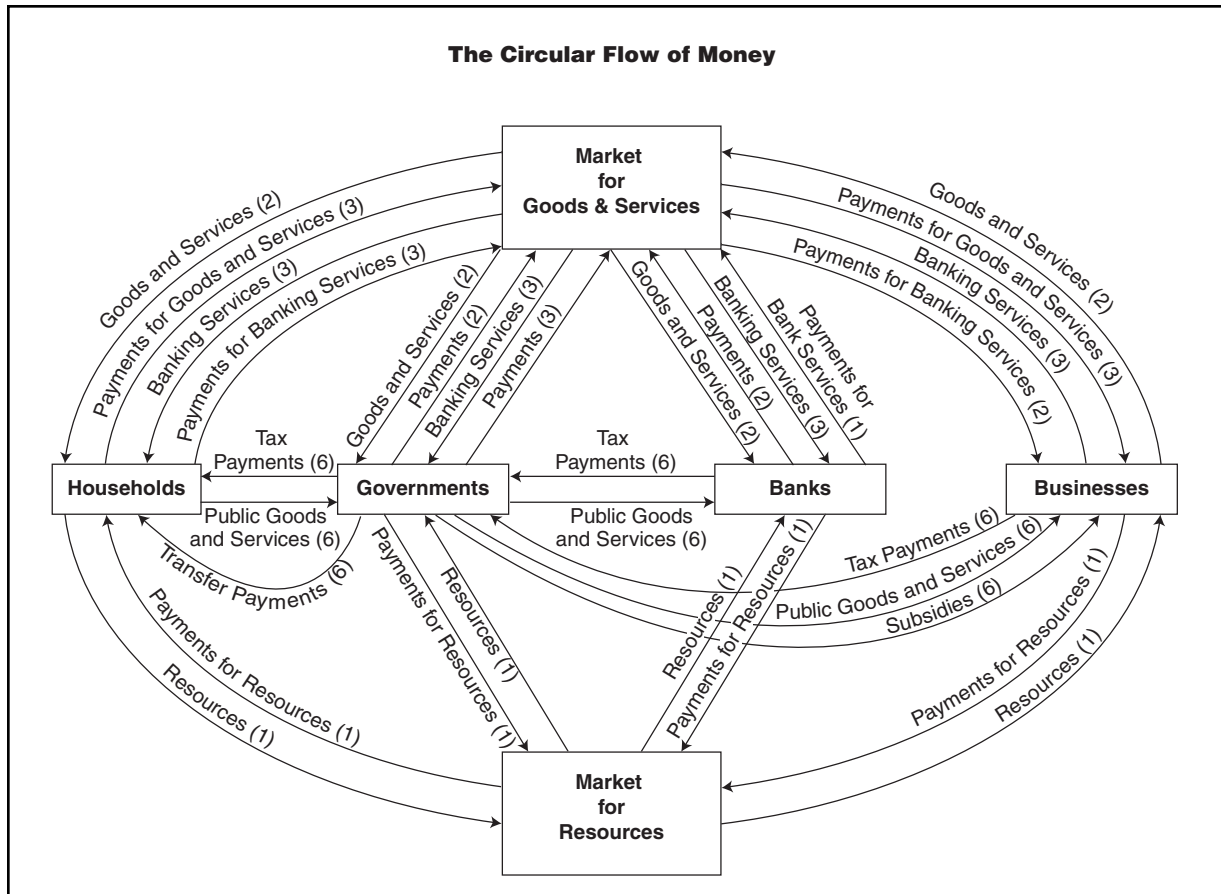 The Circular Flow of Money
Market
for
Goods & Services
Goods and Services (2)
Payments for Goods and Services (3)
Banking Services (3)
Payments for Banking Services (3)
Goods and Services (2)
Payments (2)
Banking Services (3)
Payments (3)
Goods and Services (2)
Payments (2)
Banking Services (3)
Payments for
Bank Services (1)
Goods and Services (2)
Payments for Goods and Services (3)
Banking Services (3)
Payments for Banking Services (2)
Households
Tax
Payments (6)
Public Goods
and Services (6)
Transfer Payments (6)
Governments
Tax
Payments (6)
Public Goods
and Services (6)
Banks
Businesses
Tax Payments (6)
Public Goods and Services (6)
Subsidies (6)
Payments for Resources (1)
Resources (1)
Payments for Resources (1)
Resources (1)
Resources (1)
Payments for Resources (1)
Payments for Resources (1)
Resources (1)
Market
for
Resources